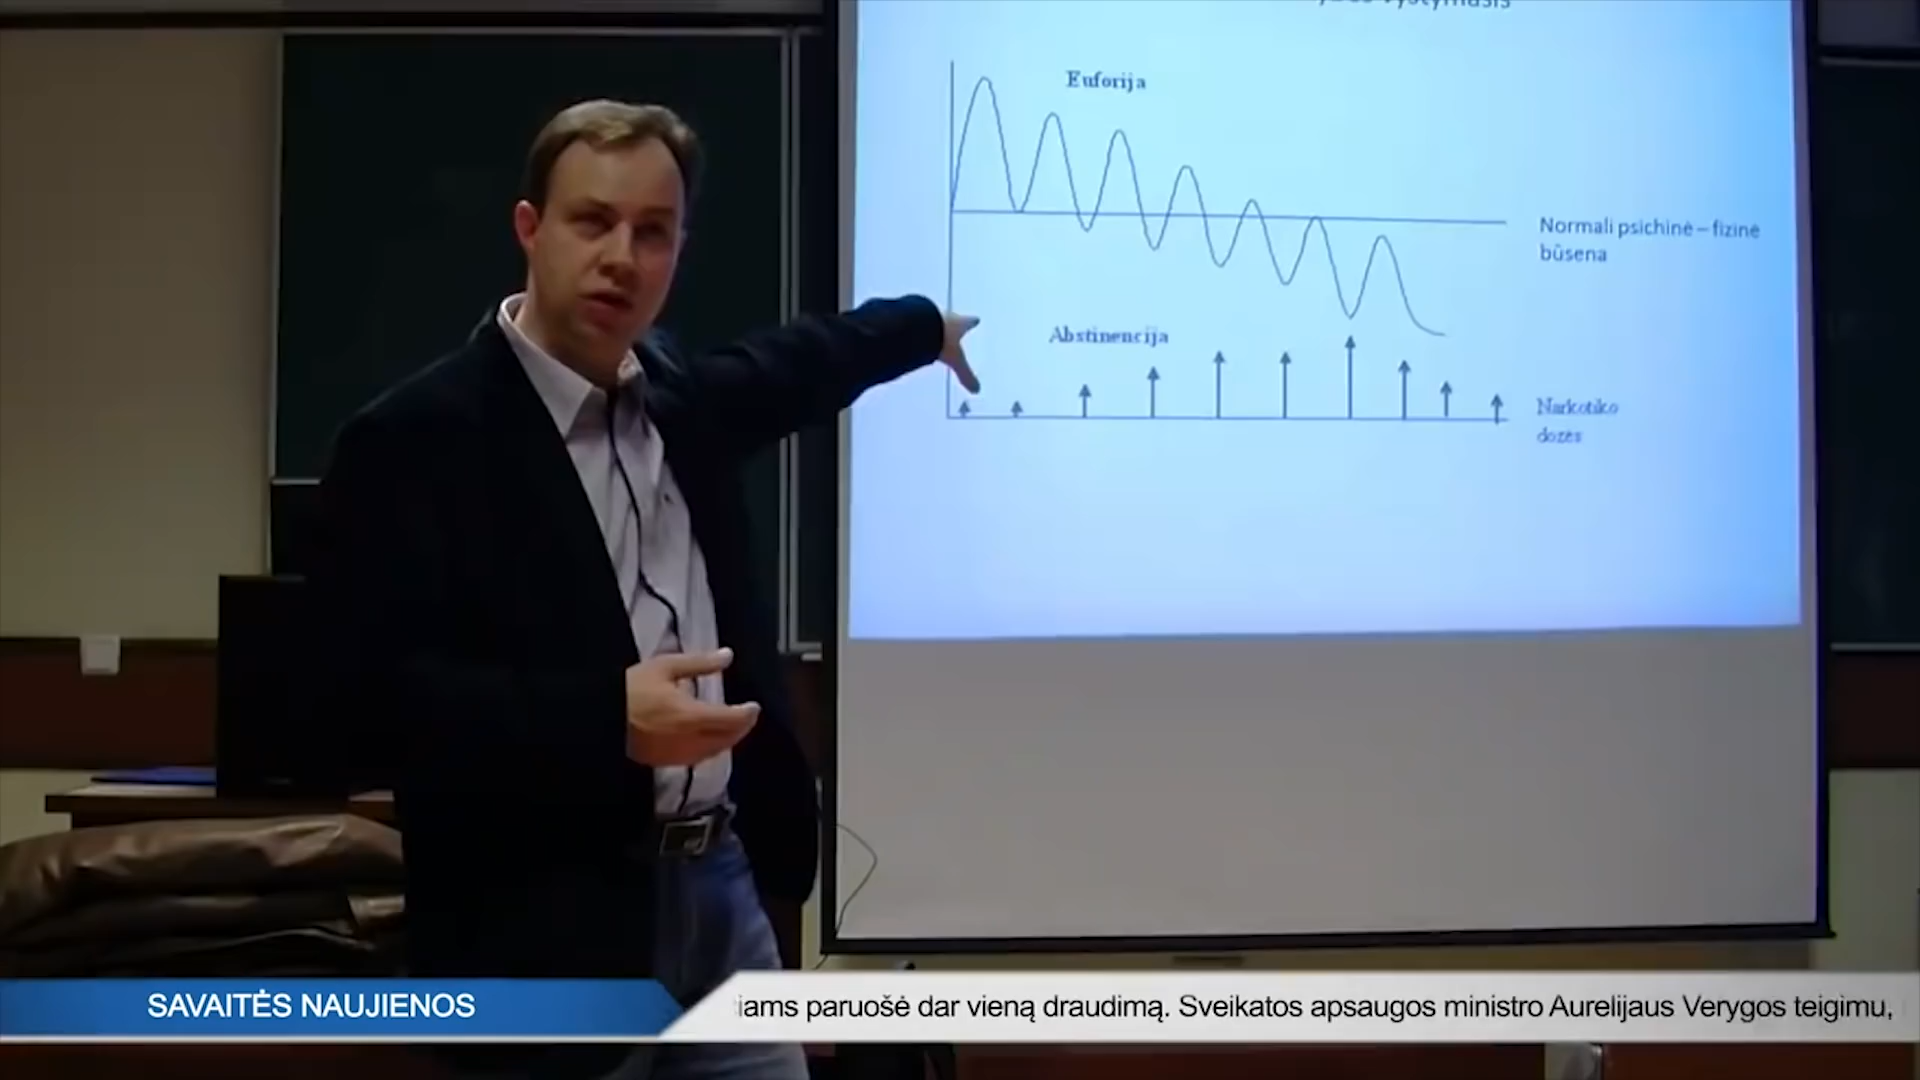 vystymasis
Euforija
Normali psichinė – fizinė
būsena
Abstinencija
Narkotiko
dozės
SAVAITĖS NAUJIENOS
iams paruošė dar vieną draudimą. Sveikatos apsaugos ministro Aurelijaus Verygos teigimu,